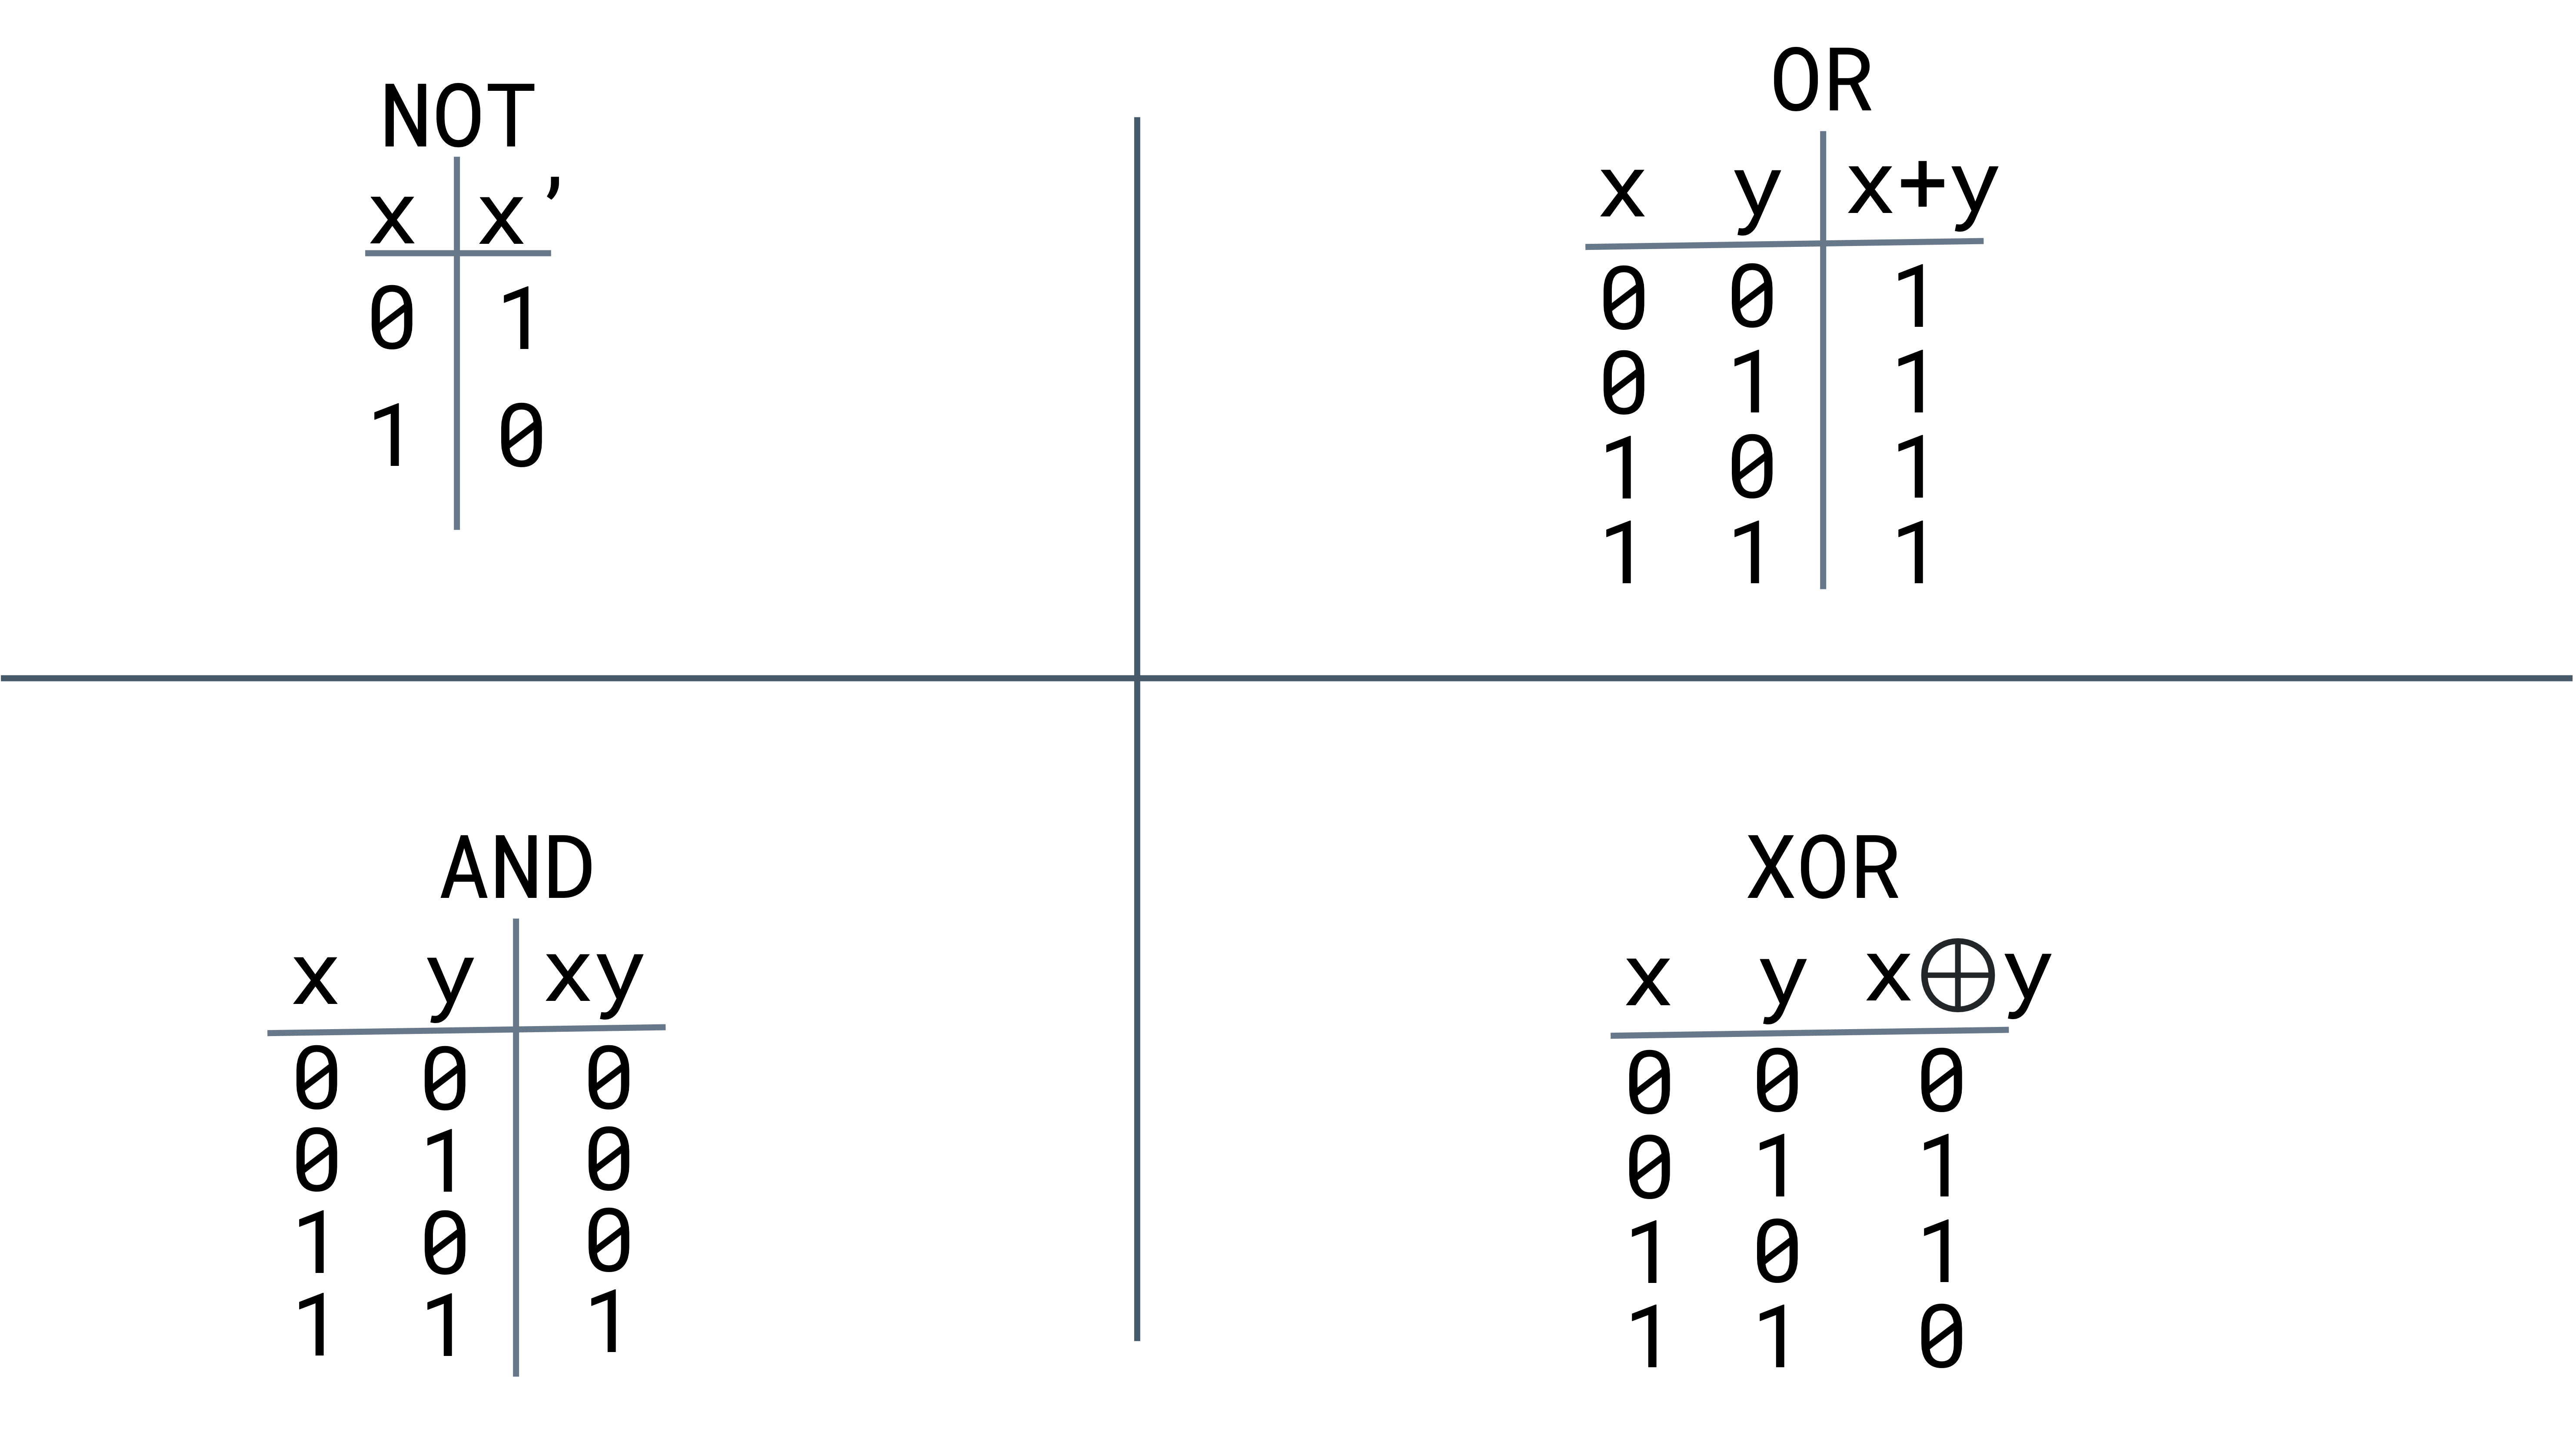 NOT
x x’
0 1
1 0
OR
x y x+y
0 0 1
0 1 1
1 0 1
1 1 1
AND
x y xy
0 0 0
0 1 0
1 0 0
1 1 1
XOR
x y x⊕y
0 0 0
0 1 1
1 0 1
1 1 0